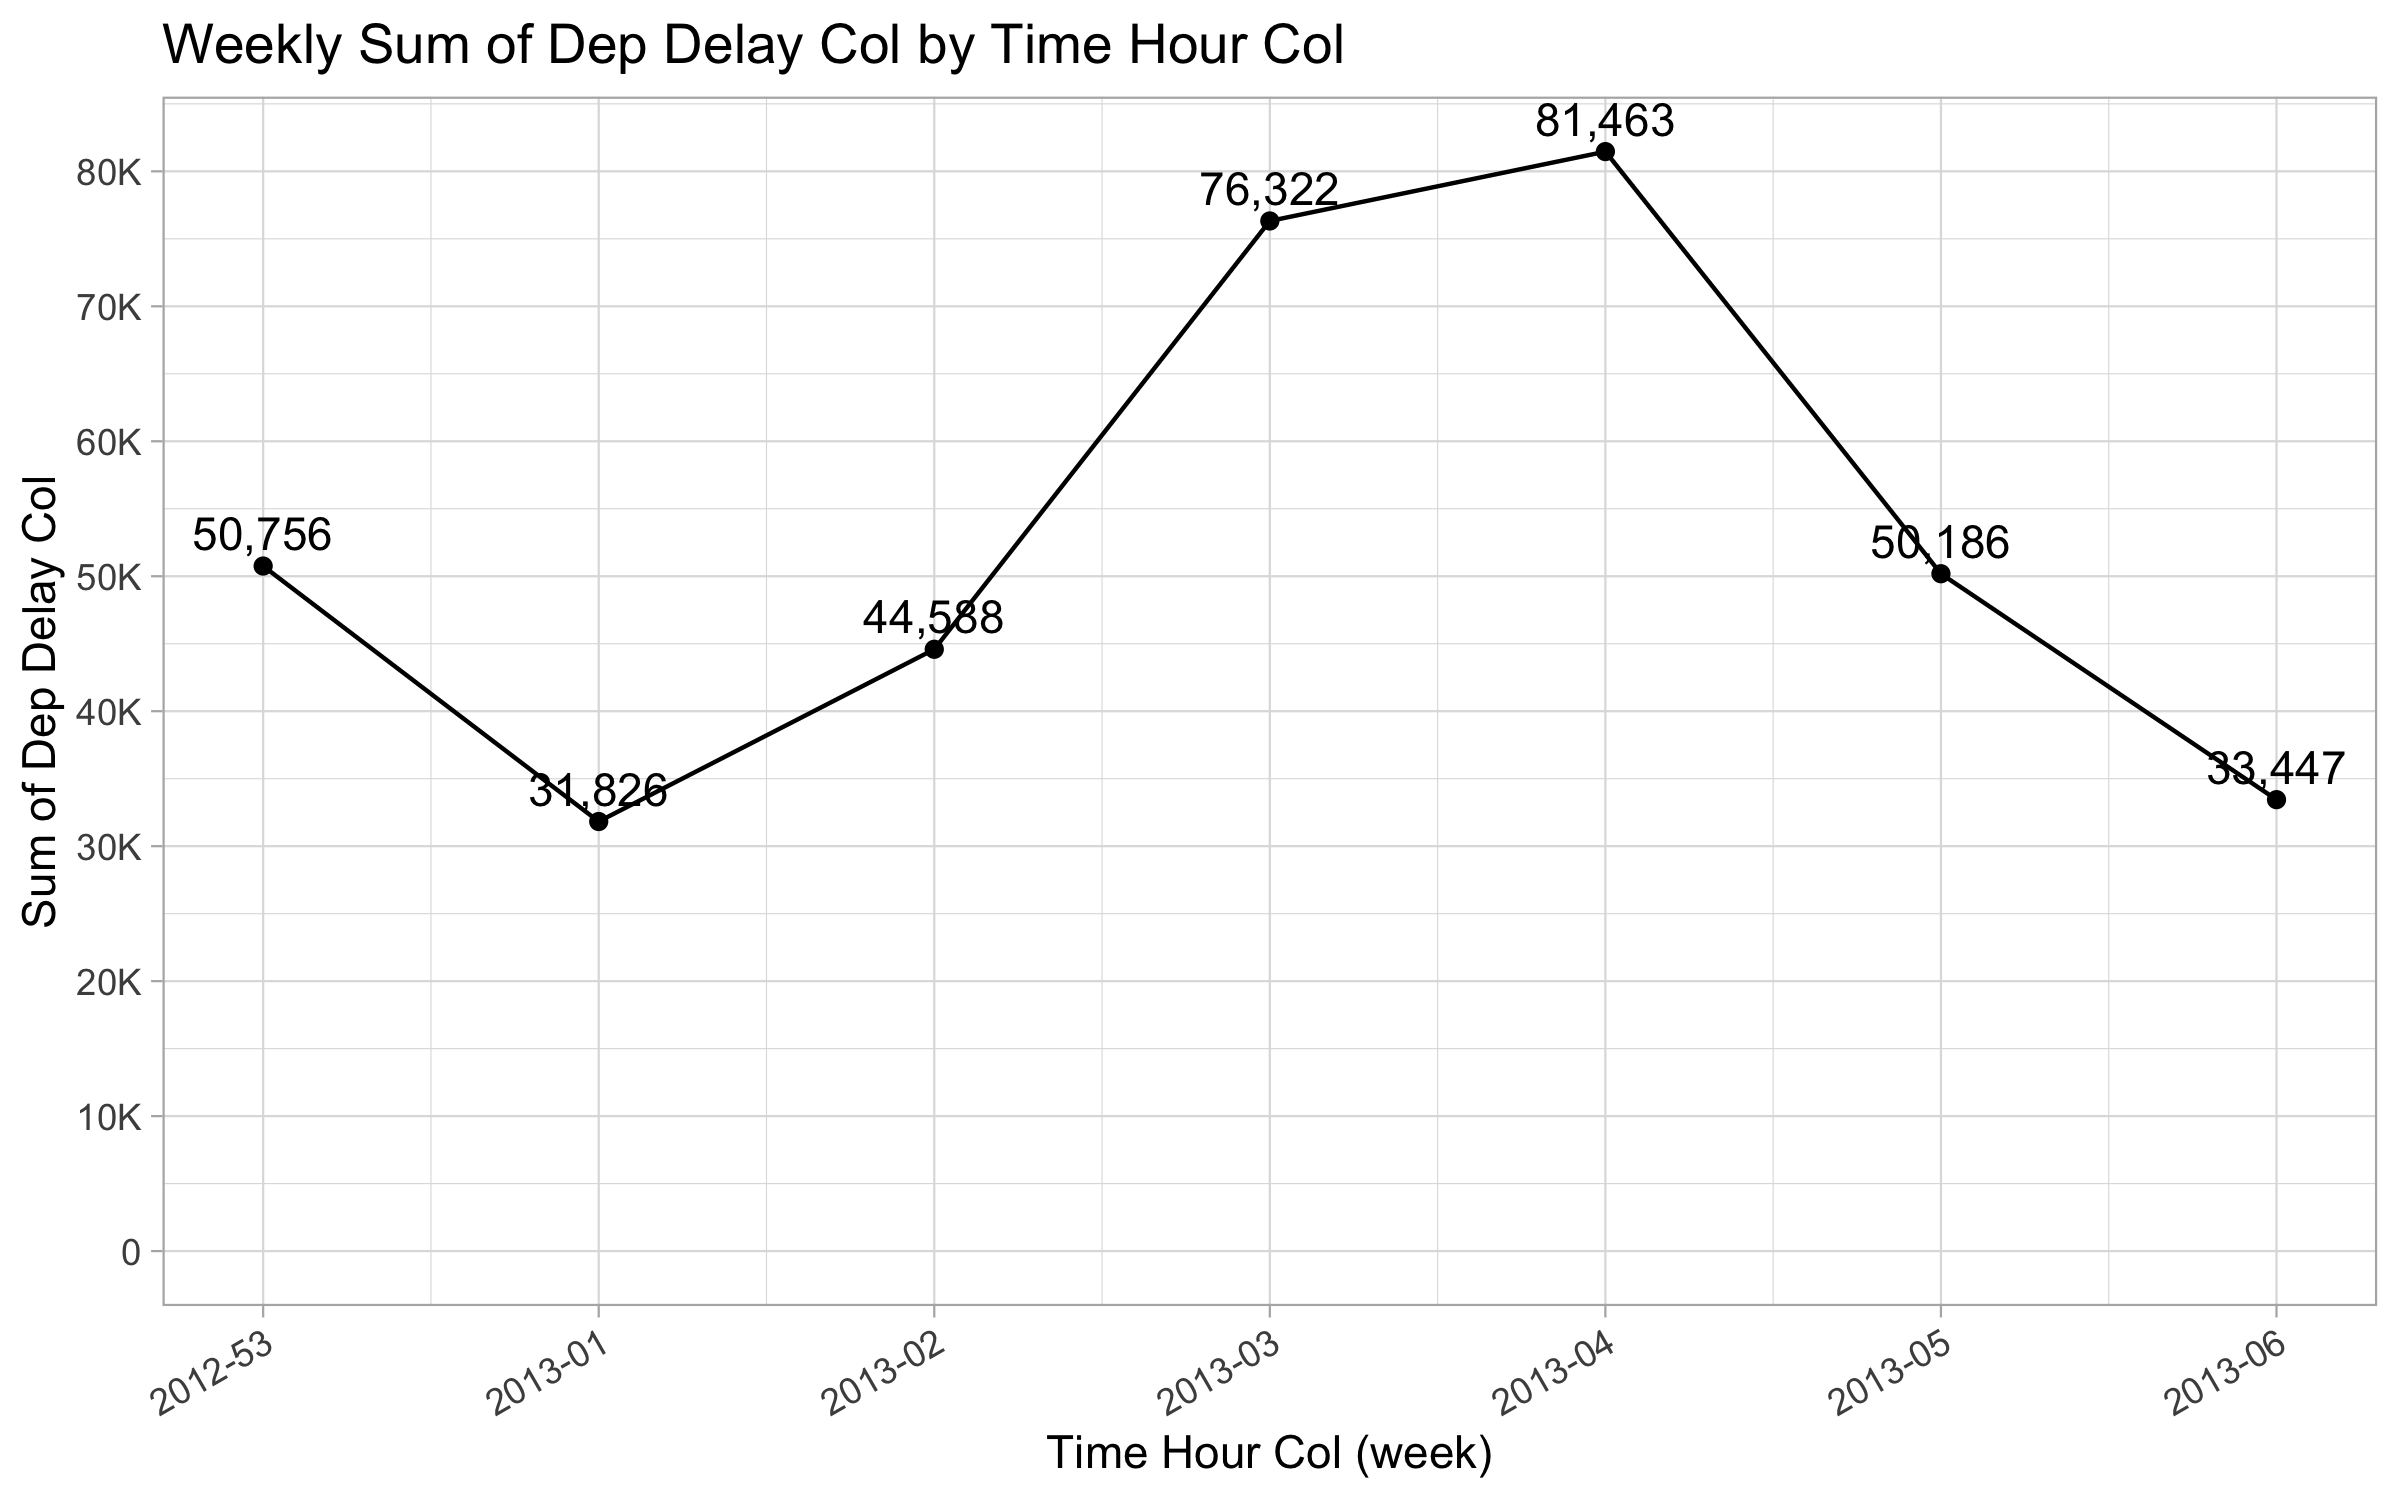 Weekly Sum of Dep Delay Col by Time Hour Col
Sum of Dep Delay Col
80K
70K
60K
50K
40K
30K
20K
10K
0
50,756
31,826
44,588
76,322
81,463
50,186
33,447
2012-53
2013-01
2013-02
2013-03
2013-04
2013-05
2013-06
Time Hour Col (week)